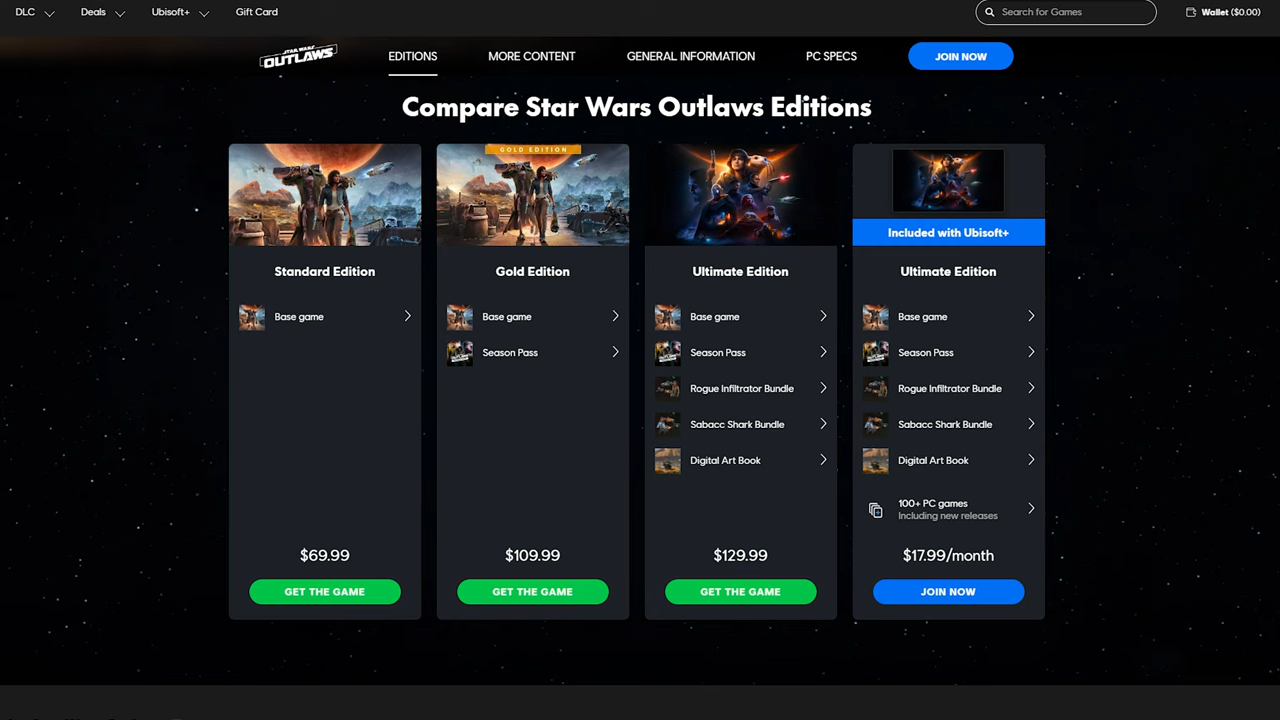 DLC
Deals
Ubisoft+
Gift Card
Search for Games
Wallet ($0.00)
STAR WARS
OUTLAWS
EDITIONS
MORE CONTENT
GENERAL INFORMATION
PC SPECS
JOIN NOW
Compare Star Wars Outlaws Editions
Standard Edition
Base game
$69.99
GET THE GAME
GOLD EDITION
Gold Edition
Base game
Season Pass
$109.99
GET THE GAME
Ultimate Edition
Base game
Season Pass
Rogue Infiltrator Bundle
Sabacc Shark Bundle
Digital Art Book
$129.99
GET THE GAME
Included with Ubisoft+
Ultimate Edition
Base game
Season Pass
Rogue Infiltrator Bundle
Sabacc Shark Bundle
Digital Art Book
100+ PC games
Including new releases
$17.99/month
JOIN NOW